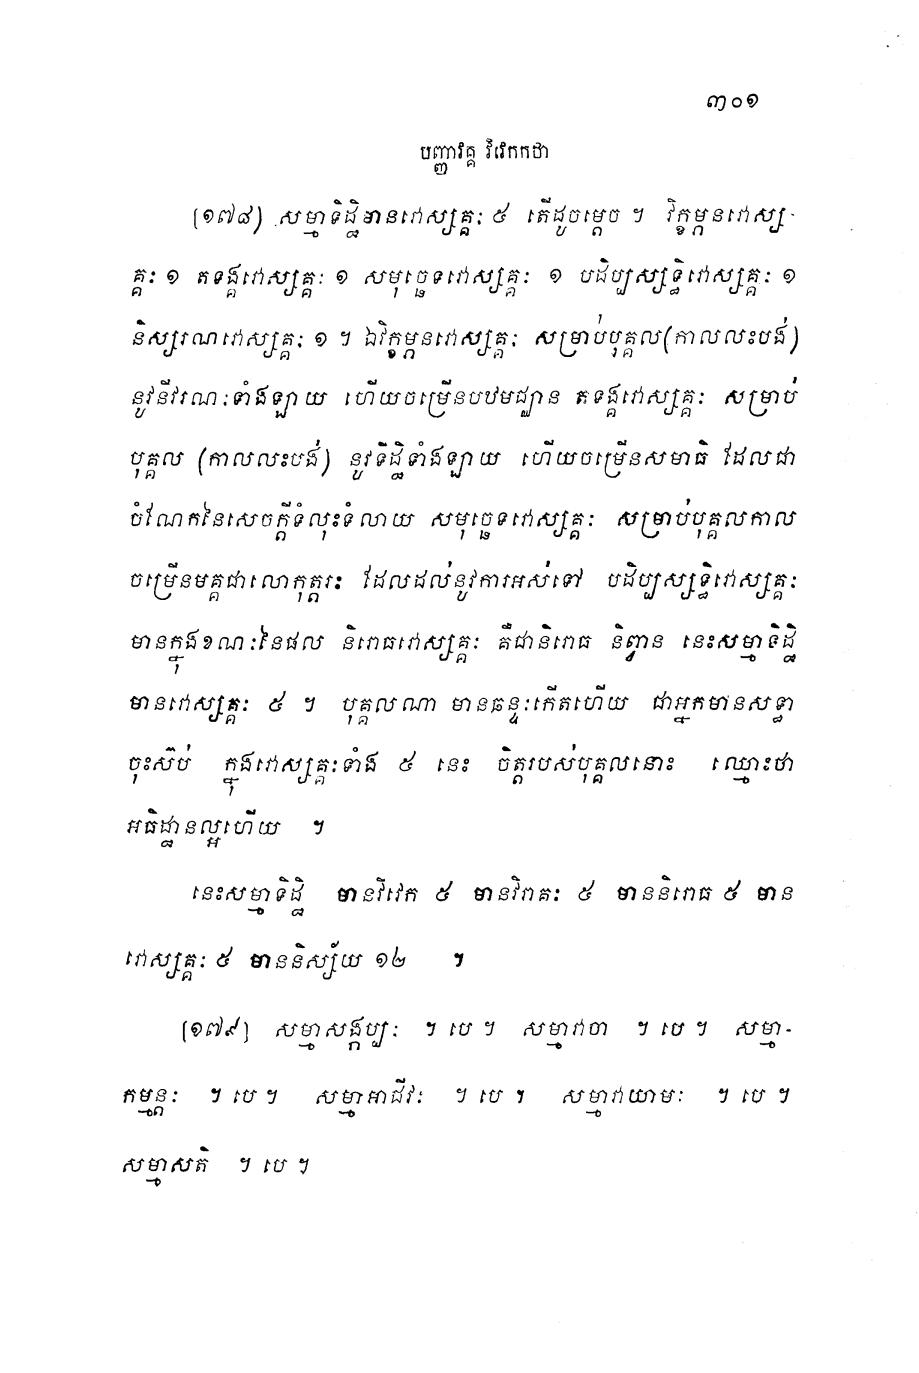 ៣០១
បញ្ញាវគ្គ វិវេកកថា
(១៧៨) សម្មាទិដ្ឋិមានវោស្សគ្គៈ ៥ តើដូចម្តេច ។ វិក្ខម្ភនវោស្ស-
គ្គៈ ១ តទង្គវោស្សគ្គៈ ១ សមុច្ឆេទវោស្សគ្គៈ ១ បដិប្បស្សទ្ធិវោស្សគ្គៈ ១
និស្សរណវោស្សគ្គៈ ១ ។ ឯវិក្ខម្ភនវោស្សគ្គៈ សម្រាប់បុគ្គល(កាលលះបង់)
នូវនីវរណៈទាំងឡាយ ហើយចម្រើនបឋមជ្ឈាន តទង្គវោស្សគ្គៈ សម្រាប់
បុគ្គល (កាលលះបង់) នូវទិដ្ឋិទាំងឡាយ ហើយចម្រើនសមាធិ ដែលជា
ចំណែកនៃសេចក្តីទំលុះទំលាយ សមុច្ឆេទវោស្សគ្គៈ សម្រាប់បុគ្គលកាល
ចម្រើនមគ្គជាលោកុត្តរៈ ដែលដល់នូវការអស់ទៅ បដិប្បស្សទ្ធិវោស្សគ្គៈ
មានក្នុងខណៈនៃផល និរោធវោស្សគ្គៈ គឺជានិរោធ និព្វាន នេះសម្មាទិដ្ឋិ
មានវោស្សគ្គៈ ៥ ។ បុគ្គលណា មានឆន្ទៈកើតហើយ ជាអ្នកមានសទ្ធា
ចុះស៊ប់ ក្នុងវោស្សគ្គៈទាំង ៥ នេះ ចិត្តរបស់បុគ្គលនោះ ឈ្មោះថា
អធិដ្ឋានល្អហើយ ។
នេះសម្មាទិដ្ឋិ មានវិវេក ៥ មានវិរាគៈ ៥ មាននិរោធ ៥ មាន
វោស្សគ្គៈ ៥ មាននិស្ស័យ ១២ ។
(១៧៩) សម្មាសង្កប្បៈ ។ បេ ។ សម្មាវាចា ។ បេ ។ សម្មា-
កម្មន្តៈ ។ បេ ។ សម្មាអាជីវៈ ។ បេ ។ សម្មាវាយាមៈ ។ បេ ។
សម្មាសតិ ។ បេ ។